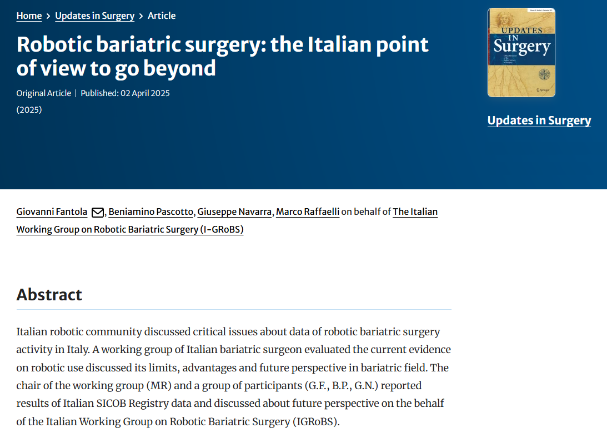 Home > Updates in Surgery > Article
Robotic bariatric surgery: the Italian point
of view to go beyond
Original Article | Published: 02 April 2025
(2025)
UPDATES
IN
Surgery
Updates in Surgery
Giovanni Fantola, Beniamino Pascotto, Giuseppe Navarra, Marco Raffaelli on behalf of The Italian
Working Group on Robotic Bariatric Surgery (I-GRoBS)
Abstract
Italian robotic community discussed critical issues about data of robotic bariatric surgery
activity in Italy. A working group of Italian bariatric surgeon evaluated the current evidence
on robotic use discussed its limits, advantages and future perspective in bariatric field. The
chair of the working group (MR) and a group of participants (G.F., B.P., G.N.) reported
results of Italian SICOB Registry data and discussed about future perspective on the behalf
of the Italian Working Group on Robotic Bariatric Surgery (IGRoBS).